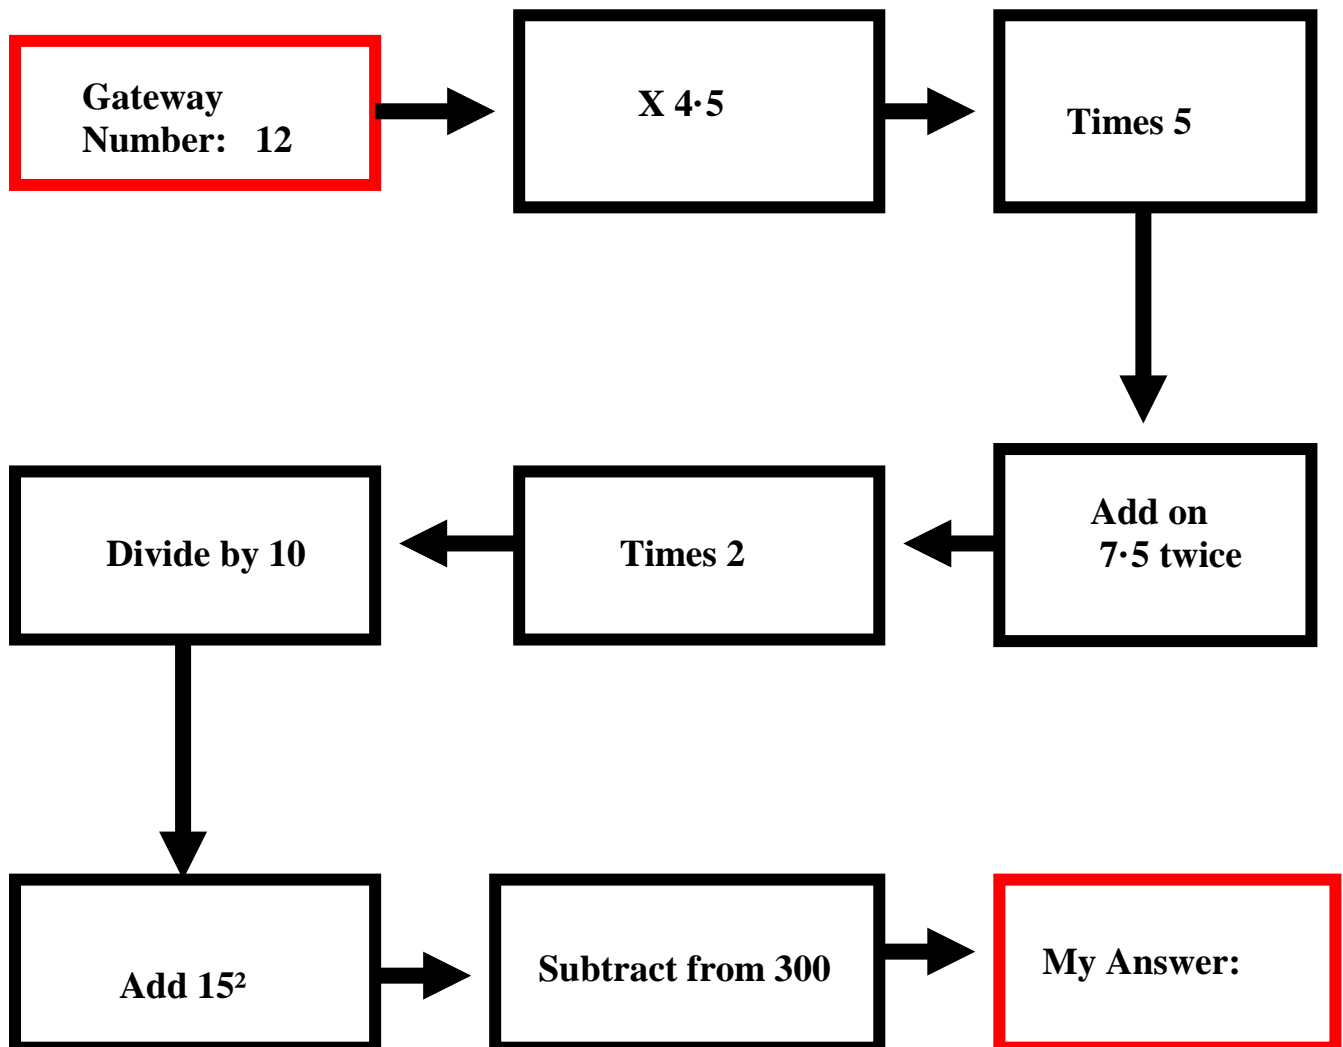 Gateway
Number: 12
X 4·5
Times 5
Add on
7·5 twice
Times 2
Divide by 10
Add 15²
Subtract from 300
My Answer: